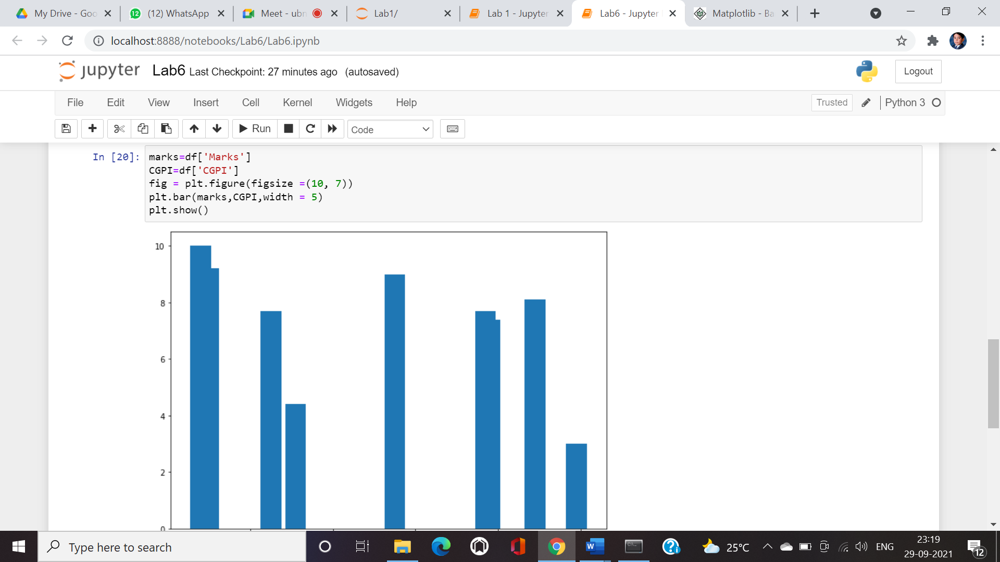 My Drive - Goo
12 (12) WhatsApp
Meet - ubn
Lab1/
Lab 1 - Jupyter
Lab6 - Jupyter
Matplotlib - Ba
localhost:8888/notebooks/Lab6/Lab6.ipynb
jupyter Lab6 Last Checkpoint: 27 minutes ago (autosaved)
Logout
File Edit View Insert Cell Kernel Widgets Help
Trusted Python 3
Run Code
In [20]: marks=df['Marks']
CGPI=df['CGPI']
fig = plt.figure(figsize =(10, 7))
plt.bar(marks,CGPI,width = 5)
plt.show()
10
8
6
4
2
0
Type here to search
W
25°C
ENG
23:19
29-09-2021
12